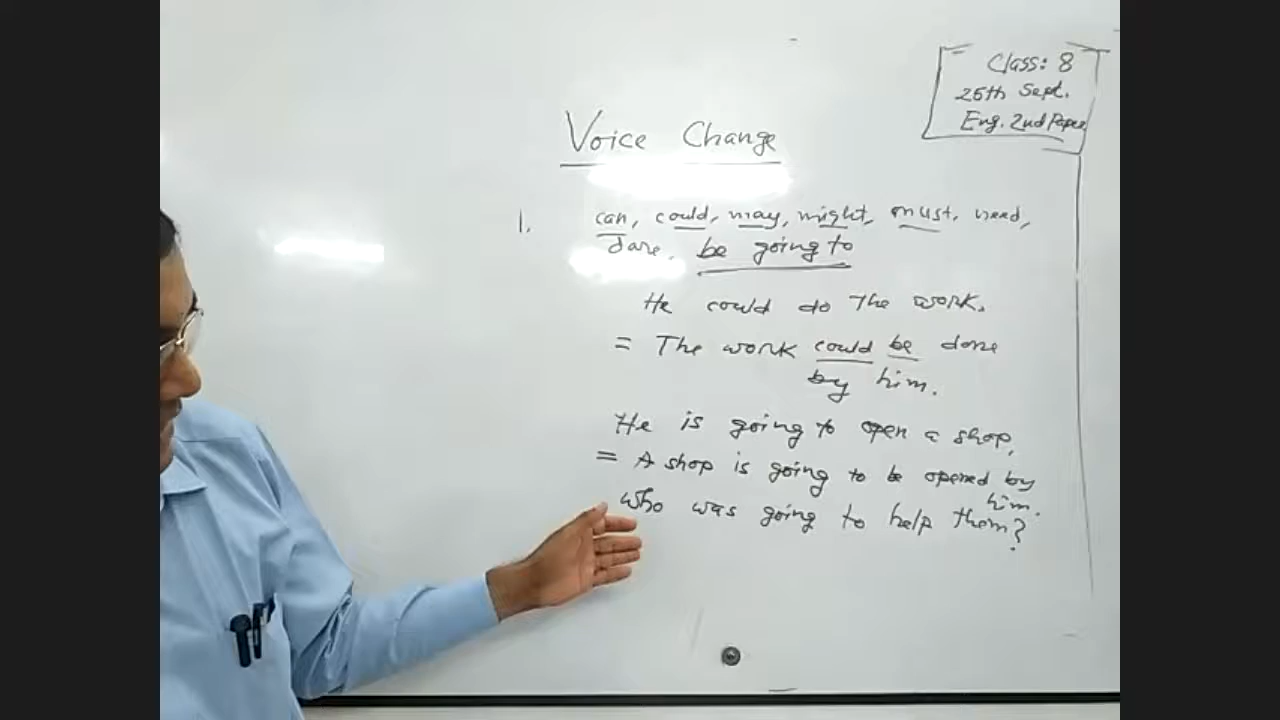 Class: 8
25th Sept.
Eng. 2nd Paper
Voice Change
1. can, could, may, might, must, need,
dare, be going to
He could do the work.
= The work could be done
by him.
He is going to open a shop.
= A shop is going to be opened by
him.
Who was going to help them?